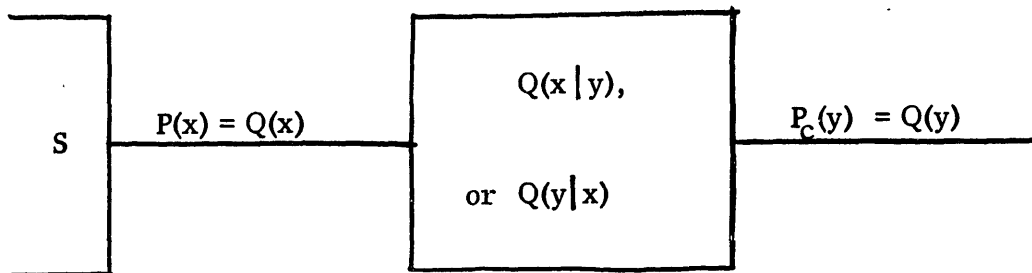 Q(x|y),
S P(x) = Q(x) P_C(y) = Q(y)
or Q(y|x)